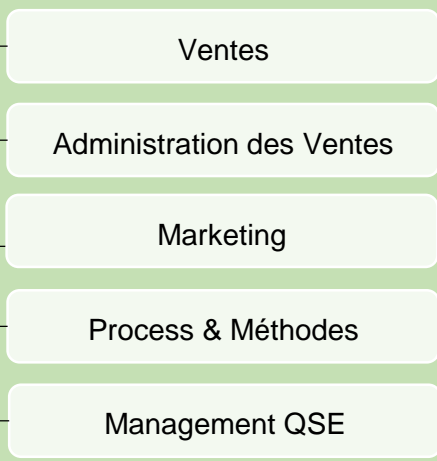 Ventes
Administration des Ventes
Marketing
Process & Méthodes
Management QSE